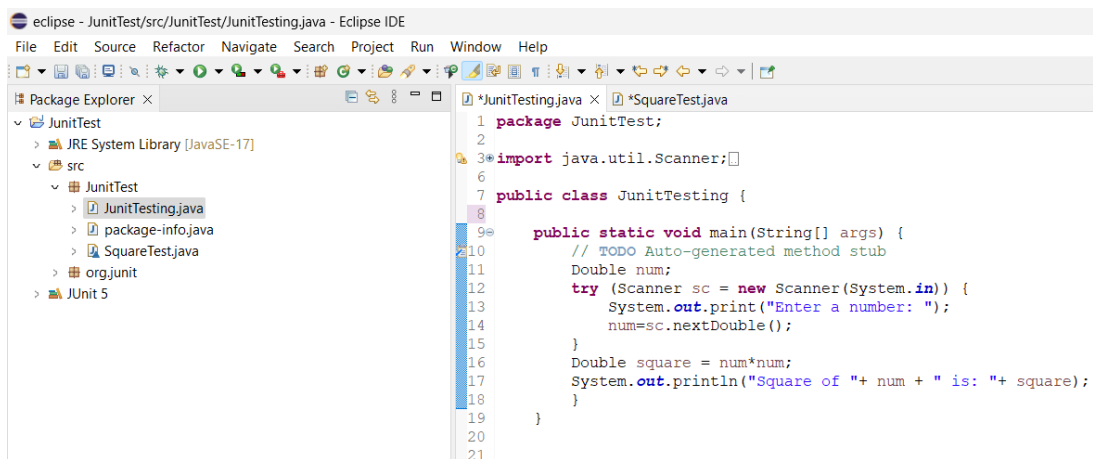 eclipse - JunitTest/src/JunitTest/JunitTesting.java - Eclipse IDE
File Edit Source Refactor Navigate Search Project Run Window Help
Package Explorer
JunitTest
JRE System Library [JavaSE-17]
src
JunitTest
JunitTesting.java
package-info.java
SquareTest.java
org.junit
JUnit 5
*JunitTesting.java *SquareTest.java
1 package JunitTest;
2
3 import java.util.Scanner;
6
7 public class JunitTesting {
8
9 public static void main(String[] args) {
10 // TODO Auto-generated method stub
11 Double num;
12 try (Scanner sc = new Scanner(System.in)) {
13 System.out.print("Enter a number: ");
14 num=sc.nextDouble();
15 }
16 Double square = num*num;
17 System.out.println("Square of "+ num + " is: "+ square);
18 }
19 }
20
21